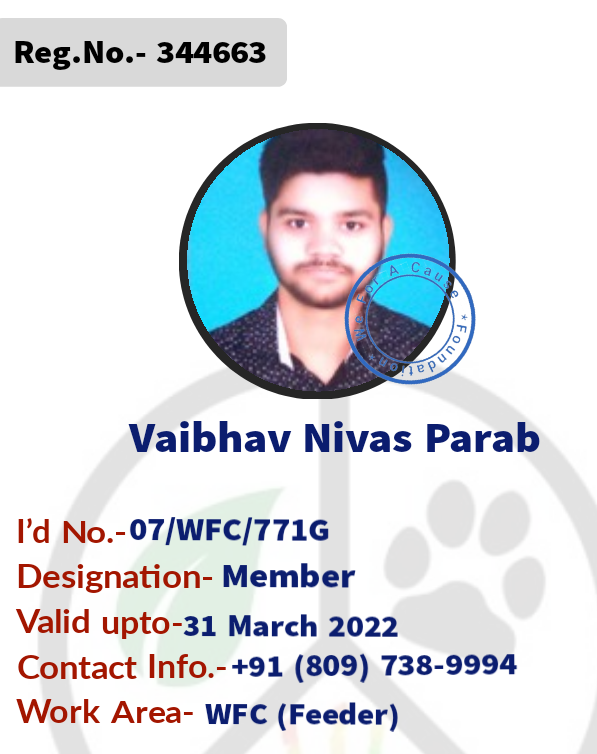 Reg.No.- 344663
We For A Cause
*Foundation*
Vaibhav Nivas Parab
I'd No.-07/WFC/771G
Designation- Member
Valid upto-31 March 2022
Contact Info.-+91 (809) 738-9994
Work Area- WFC (Feeder)